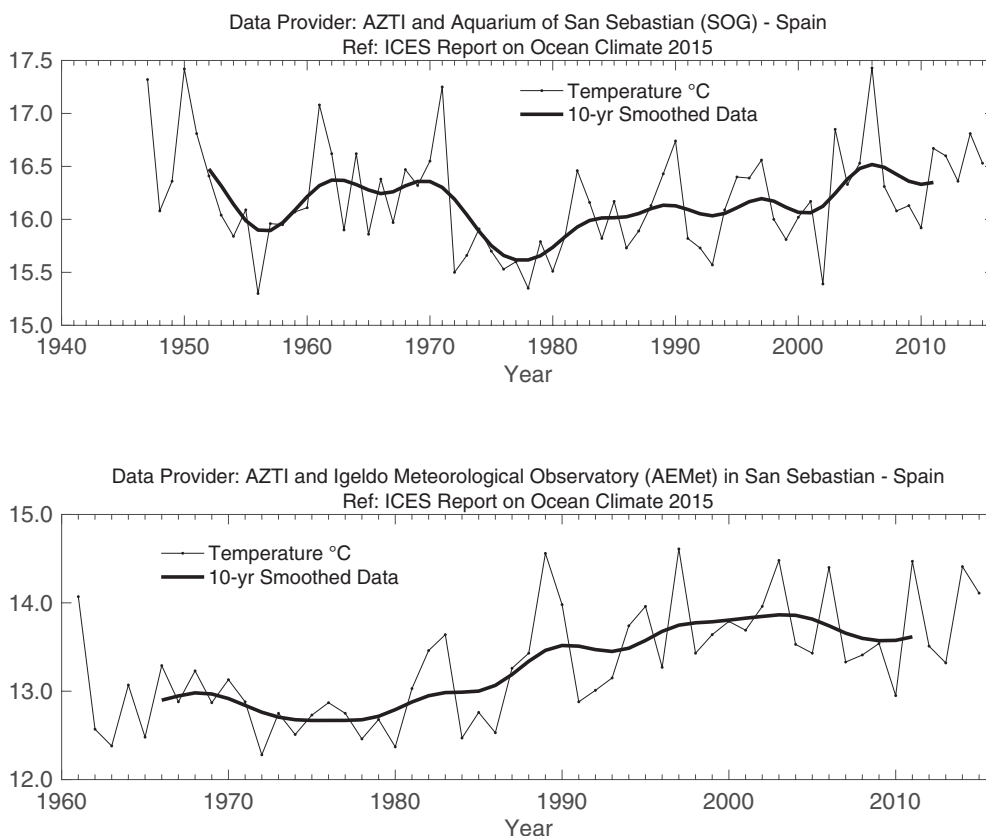 Data Provider: AZTI and Aquarium of San Sebastian (SOG) - Spain
Ref: ICES Report on Ocean Climate 2015
17.5
17.0
16.5
16.0
15.5
15.0
Temperature °C
10-yr Smoothed Data
1940 1950 1960 1970 1980 1990 2000 2010
Year
Data Provider: AZTI and Igeldo Meteorological Observatory (AEMet) in San Sebastian - Spain
Ref: ICES Report on Ocean Climate 2015
15.0
14.0
13.0
12.0
Temperature °C
10-yr Smoothed Data
1960 1970 1980 1990 2000 2010
Year